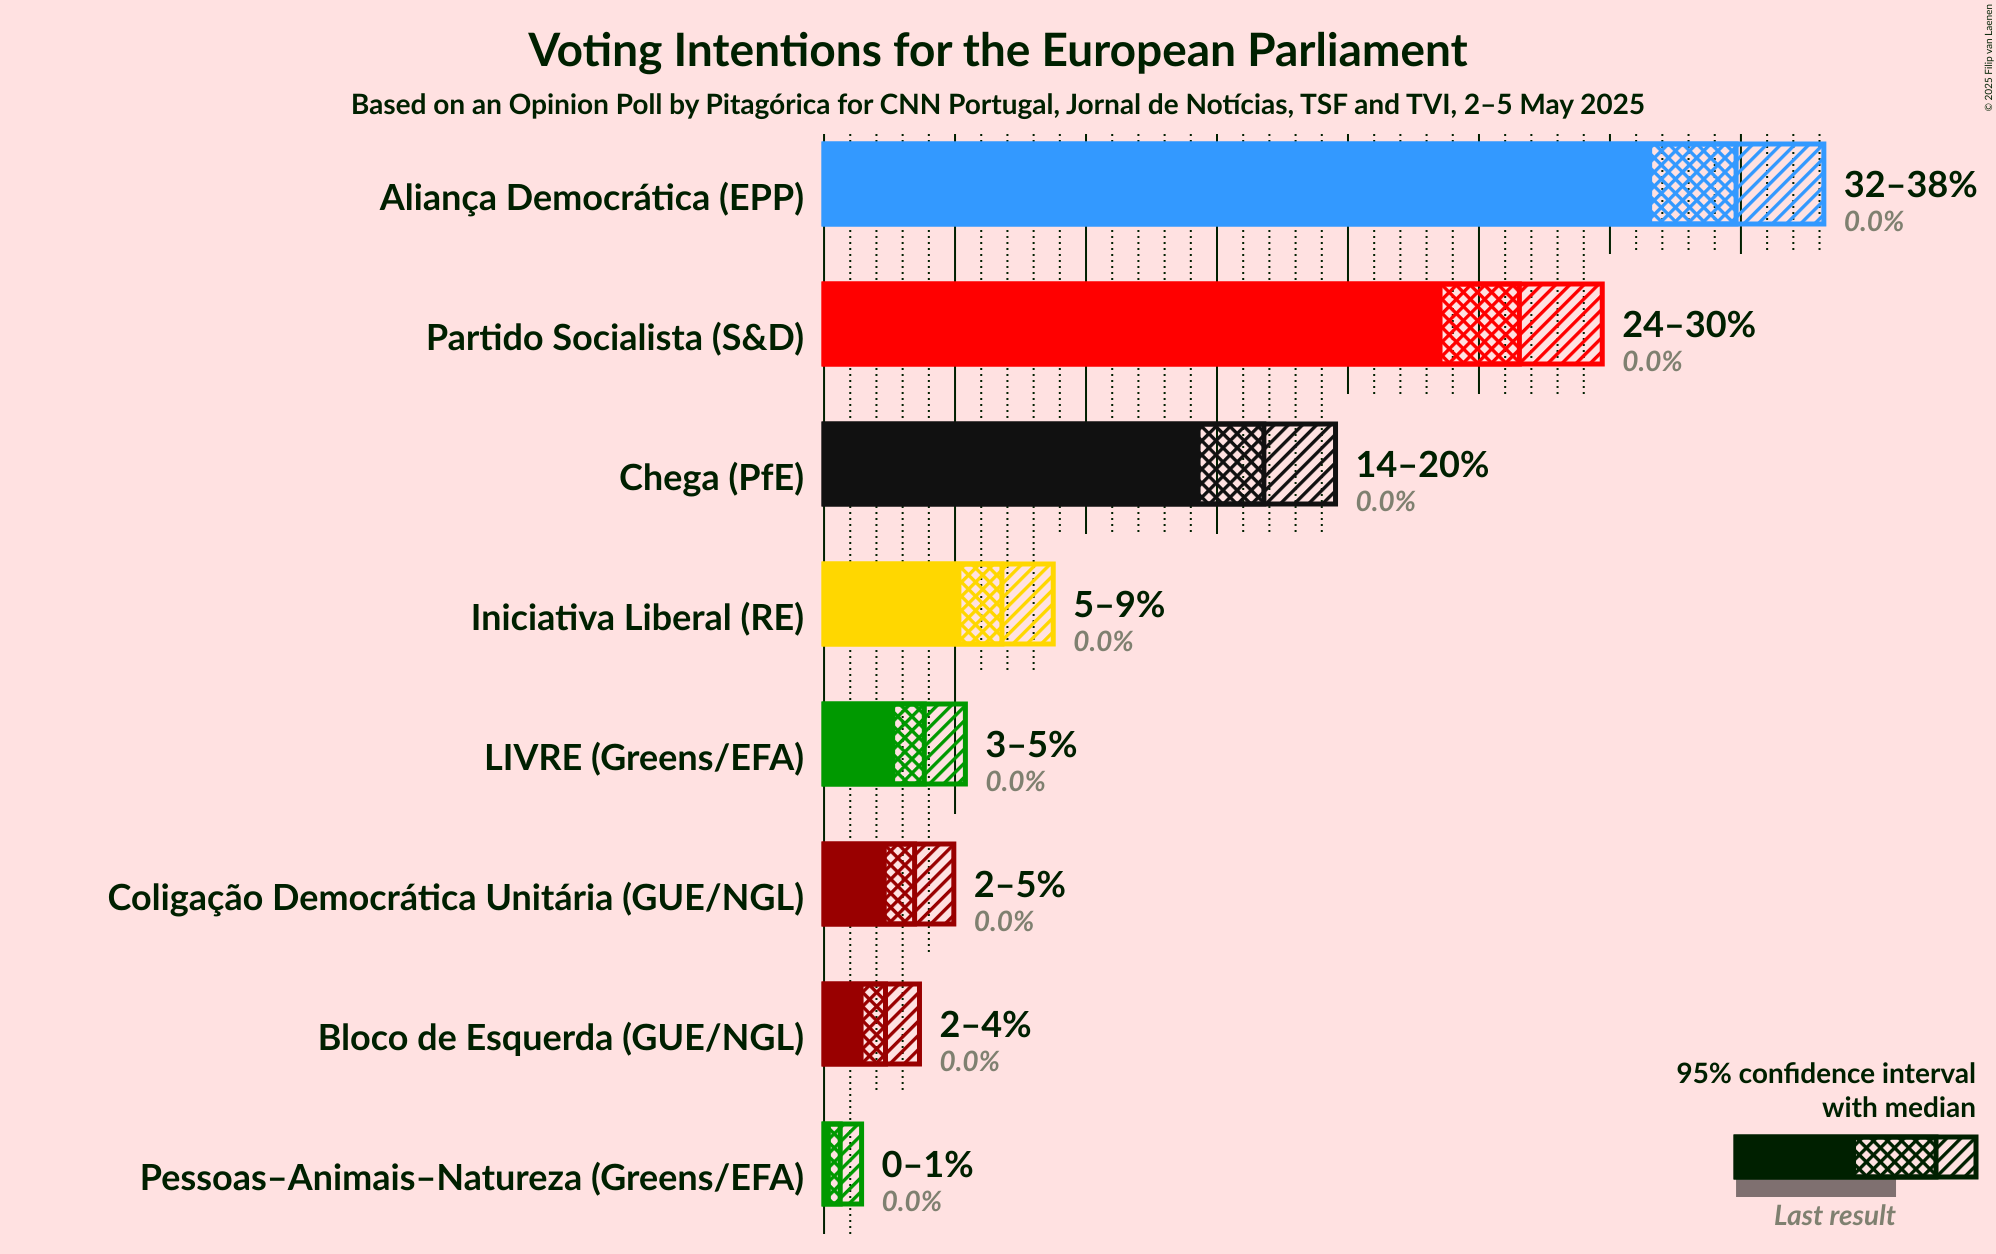 Voting Intentions for the European Parliament
Based on an Opinion Poll by Pitagórica for CNN Portugal, Jornal de Notícias, TSF and TVI, 2–5 May 2025
© 2025 Filip van Laenen
Aliança Democrática (EPP)
32–38%
0.0%
Partido Socialista (S&D)
24–30%
0.0%
Chega (PfE)
14–20%
0.0%
Iniciativa Liberal (RE)
5–9%
0.0%
LIVRE (Greens/EFA)
3–5%
0.0%
Coligação Democrática Unitária (GUE/NGL)
2–5%
0.0%
Bloco de Esquerda (GUE/NGL)
2–4%
0.0%
Pessoas–Animais–Natureza (Greens/EFA)
0–1%
0.0%
95% confidence interval
with median
Last result